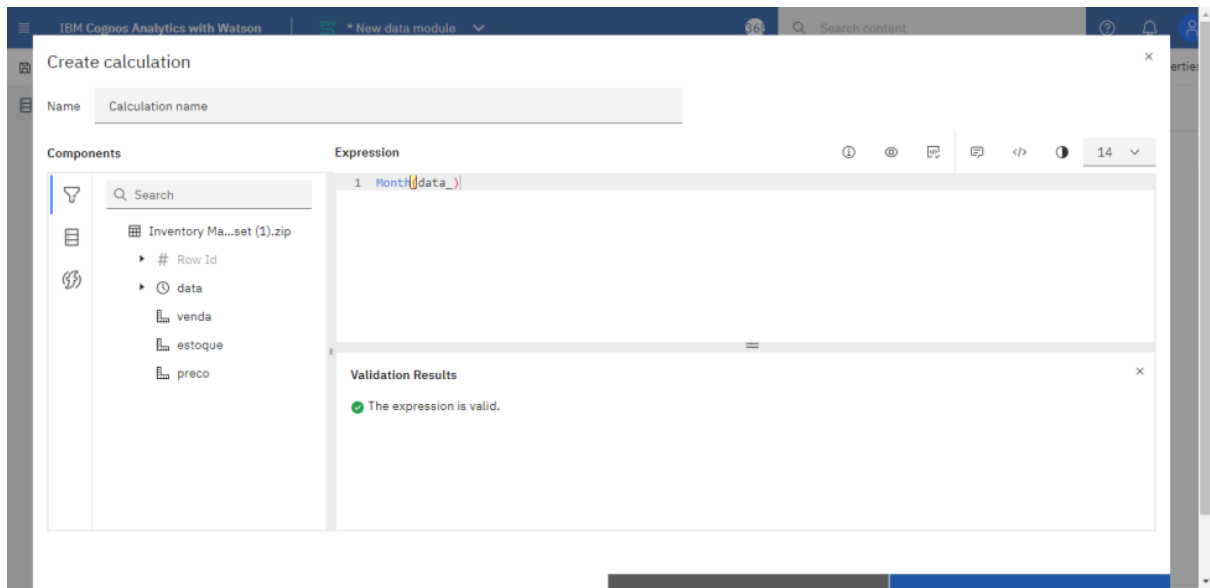 IBM Cognos Analytics with Watson
* New data module
Search content
erties
Create calculation
Name
Calculation name
Components
Expression
14
Search
1 Month(data_)
Inventory Ma...set (1).zip
# Row Id
data
venda
estoque
preco
Validation Results
The expression is valid.